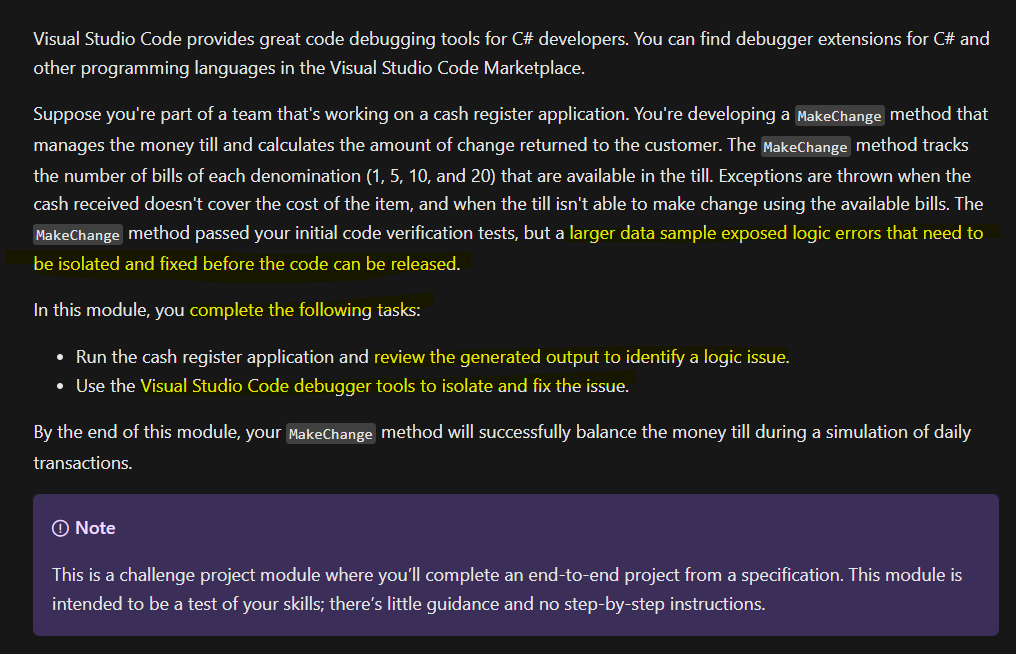 Visual Studio Code provides great code debugging tools for C# developers. You can find debugger extensions for C# and
other programming languages in the Visual Studio Code Marketplace.
Suppose you're part of a team that's working on a cash register application. You're developing a MakeChange method that
manages the money till and calculates the amount of change returned to the customer. The MakeChange method tracks
the number of bills of each denomination (1, 5, 10, and 20) that are available in the till. Exceptions are thrown when the
cash received doesn't cover the cost of the item, and when the till isn't able to make change using the available bills. The
MakeChange method passed your initial code verification tests, but a larger data sample exposed logic errors that need to
be isolated and fixed before the code can be released.
In this module, you complete the following tasks:
• Run the cash register application and review the generated output to identify a logic issue.
• Use the Visual Studio Code debugger tools to isolate and fix the issue.
By the end of this module, your MakeChange method will successfully balance the money till during a simulation of daily
transactions.
Note
This is a challenge project module where you’ll complete an end-to-end project from a specification. This module is
intended to be a test of your skills; there’s little guidance and no step-by-step instructions.